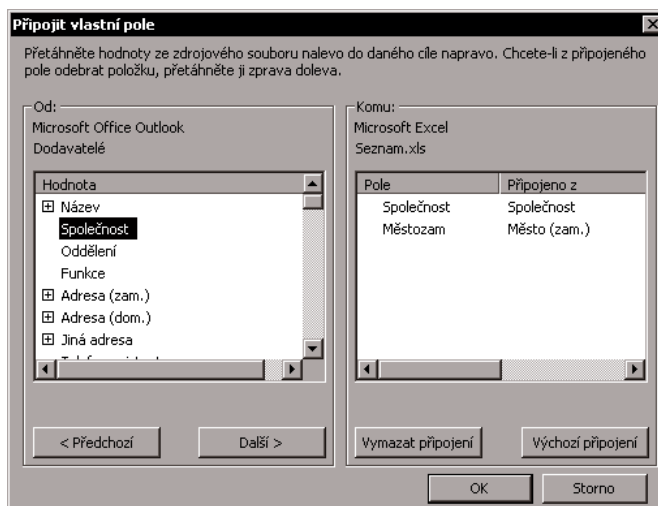 Připojit vlastní pole
Přetáhněte hodnoty ze zdrojového souboru nalevo do daného cíle napravo. Chcete-li z připojeného
pole odebrat položku, přetáhněte ji zprava doleva.
Od:
Microsoft Office Outlook
Dodavatelé
Hodnota
Název
Společnost
Oddělení
Funkce
Adresa (zam.)
Adresa (dom.)
Jiná adresa
< Předchozí
Další >
Komu:
Microsoft Excel
Seznam.xls
Pole Připojeno z
Společnost Společnost
Městozam Město (zam.)
Vymazat připojení
Výchozí připojení
OK
Storno